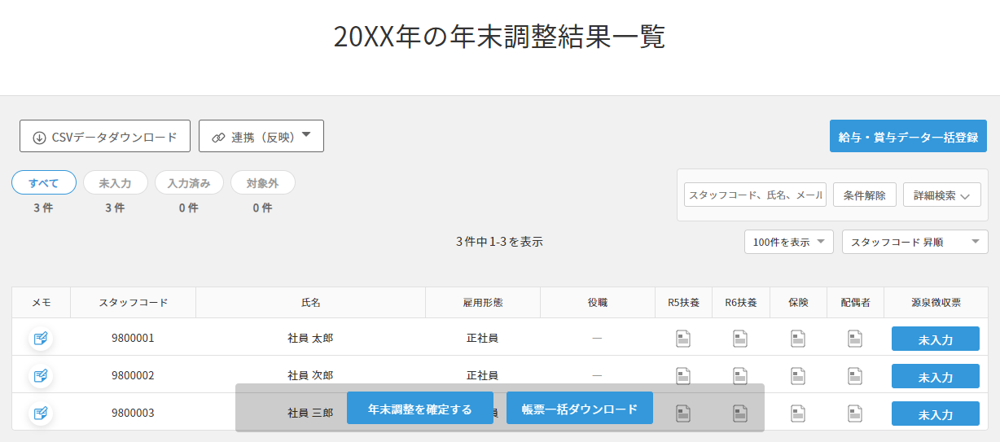 20XX年の年末調整結果一覧
CSVデータダウンロード 連携（反映） 給与・賞与データ一括登録
すべて 未入力 入力済み 対象外
3 件 3 件 0 件 0 件
スタッフコード、氏名、メール 条件解除 詳細検索
3 件中 1-3 を表示 100件を表示 スタッフコード 昇順
メモ スタッフコード 氏名 雇用形態 役職 R5扶養 R6扶養 保険 配偶者 源泉徴収票
9800001 社員 太郎 正社員 — 未入力
9800002 社員 次郎 正社員 — 未入力
9800003 社員 三郎 員 未入力
年末調整を確定する 帳票一括ダウンロード